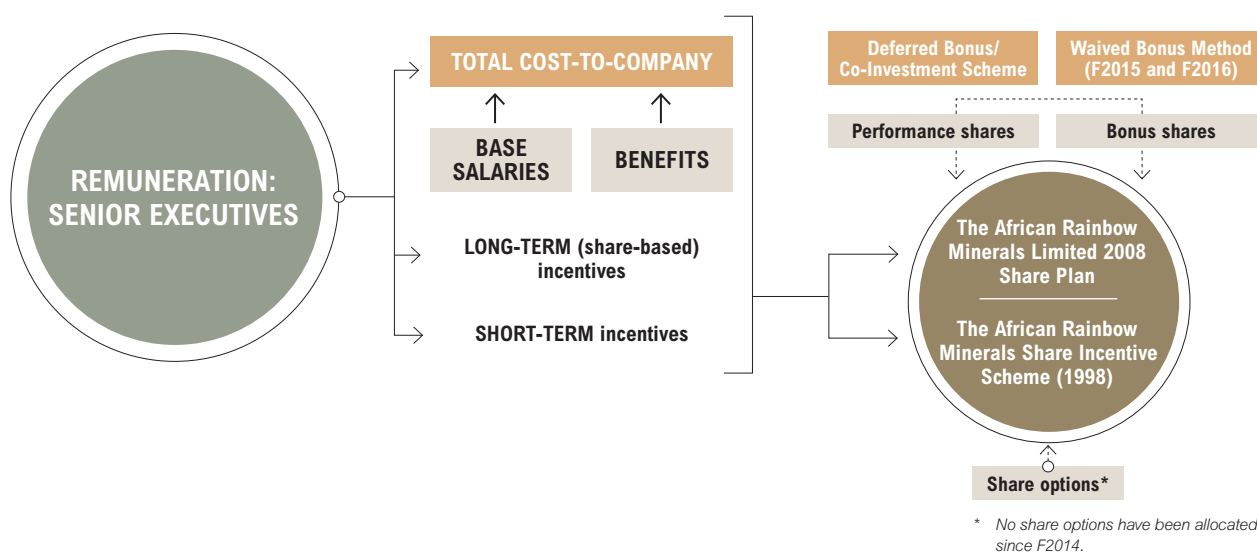 REMUNERATION:
SENIOR EXECUTIVES
TOTAL COST-TO-COMPANY
BASE
SALARIES
BENEFITS
LONG-TERM (share-based)
incentives
SHORT-TERM incentives
Deferred Bonus/
Co-Investment Scheme
Waived Bonus Method
(F2015 and F2016)
Performance shares
Bonus shares
The African Rainbow
Minerals Limited 2008
Share Plan
The African Rainbow
Minerals Share Incentive
Scheme (1998)
Share options*
* No share options have been allocated
since F2014.